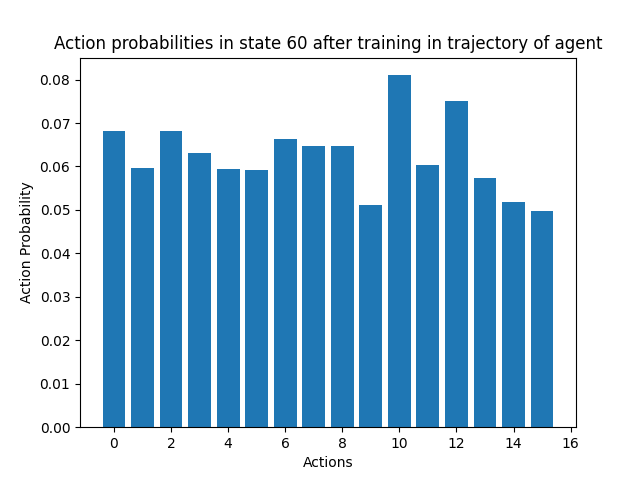 Action probabilities in state 60 after training in trajectory of agent
0.08
0.07
0.06
0.05
0.04
0.03
0.02
0.01
0.00
Action Probability
0 2 4 6 8 10 12 14 16
Actions